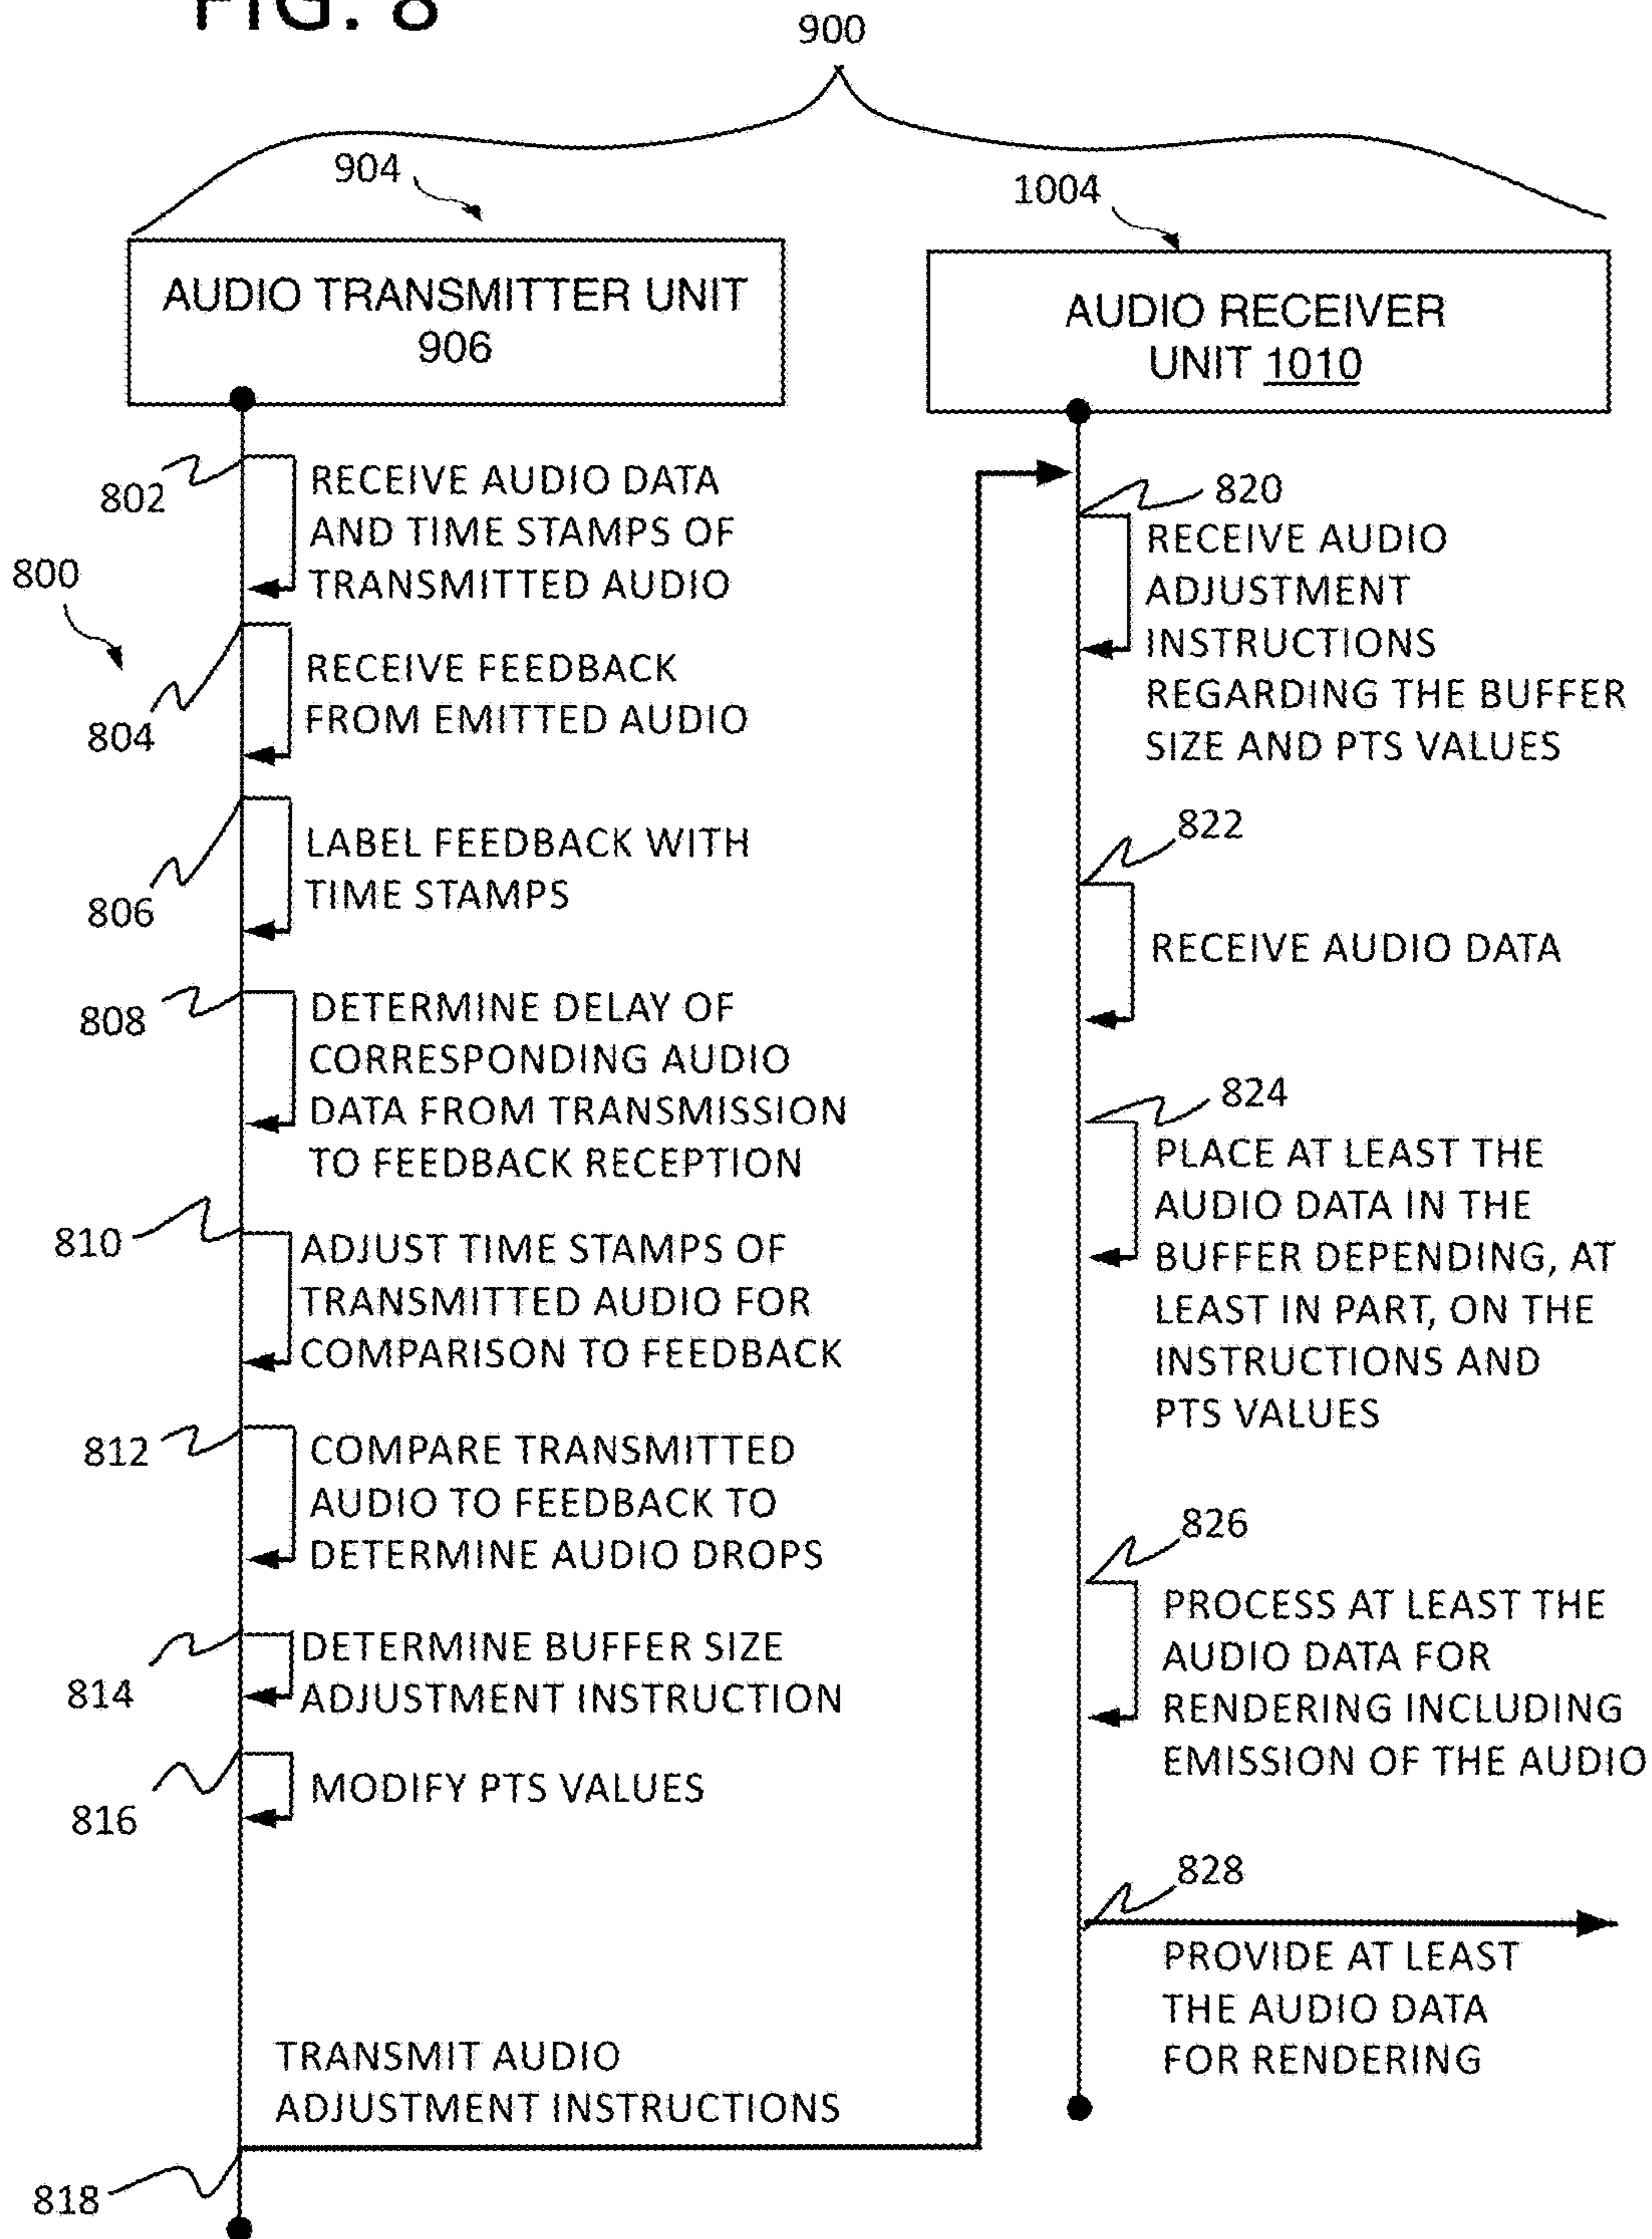 FIG. 8
900
904
1004
AUDIO TRANSMITTER UNIT
906
AUDIO RECEIVER
UNIT 1010
800
802
RECEIVE AUDIO DATA
AND TIME STAMPS OF
TRANSMITTED AUDIO
804
RECEIVE FEEDBACK
FROM EMITTED AUDIO
806
LABEL FEEDBACK WITH
TIME STAMPS
808
DETERMINE DELAY OF
CORRESPONDING AUDIO
DATA FROM TRANSMISSION
TO FEEDBACK RECEPTION
810
ADJUST TIME STAMPS OF
TRANSMITTED AUDIO FOR
COMPARISON TO FEEDBACK
812
COMPARE TRANSMITTED
AUDIO TO FEEDBACK TO
DETERMINE AUDIO DROPS
814
DETERMINE BUFFER SIZE
ADJUSTMENT INSTRUCTION
816
MODIFY PTS VALUES
TRANSMIT AUDIO
ADJUSTMENT INSTRUCTIONS
818
820
RECEIVE AUDIO
ADJUSTMENT
INSTRUCTIONS
REGARDING THE BUFFER
SIZE AND PTS VALUES
822
RECEIVE AUDIO DATA
824
PLACE AT LEAST THE
AUDIO DATA IN THE
BUFFER DEPENDING, AT
LEAST IN PART, ON THE
INSTRUCTIONS AND
PTS VALUES
826
PROCESS AT LEAST THE
AUDIO DATA FOR
RENDERING INCLUDING
EMISSION OF THE AUDIO
828
PROVIDE AT LEAST
THE AUDIO DATA
FOR RENDERING